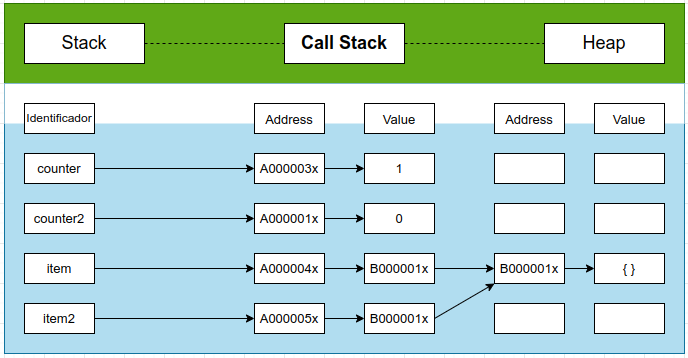 Stack Call Stack Heap
Identificador Address Value Address Value
counter A000003x 1
counter2 A000001x 0
item A000004x B000001x B000001x { }
item2 A000005x B000001x